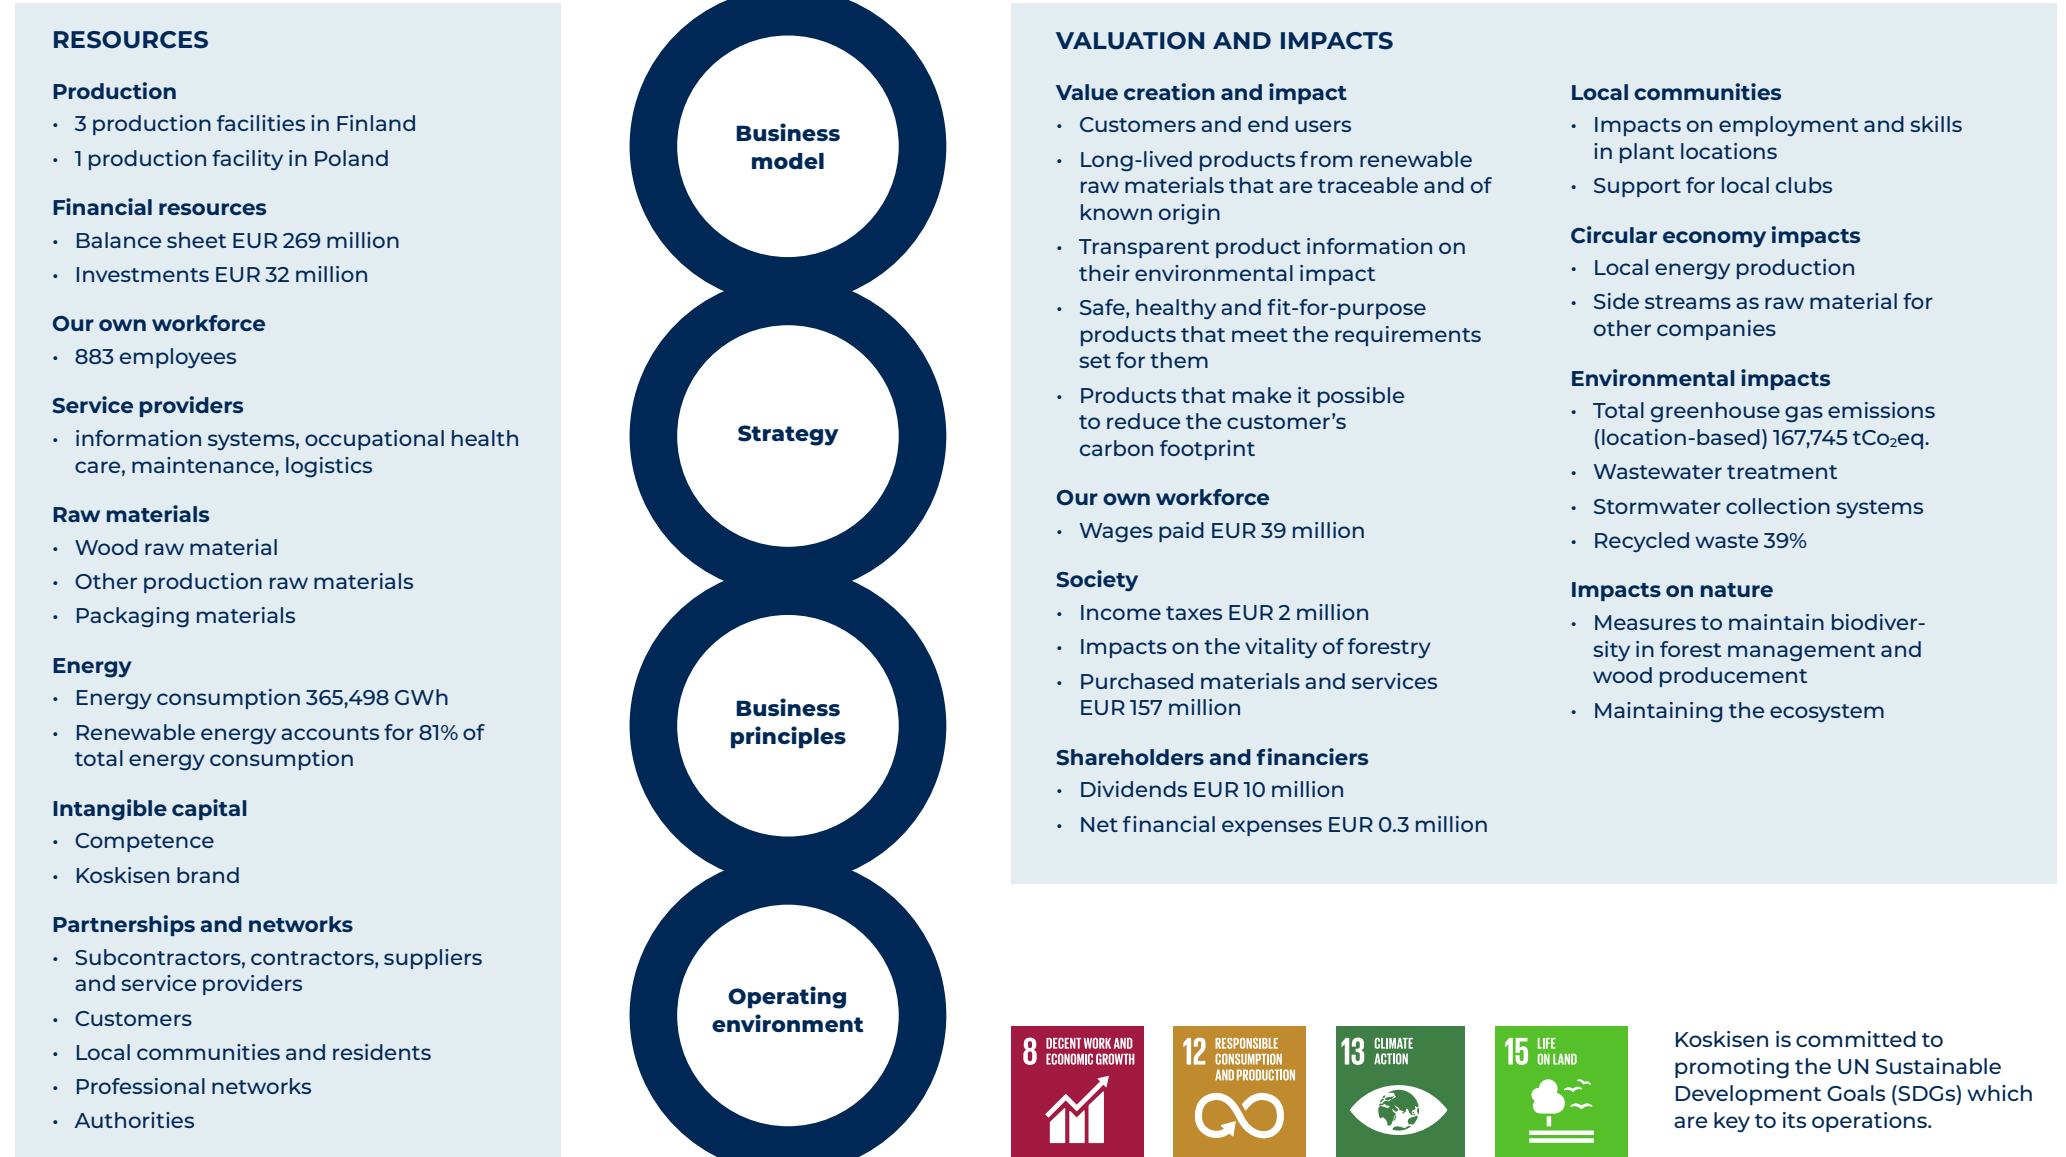 RESOURCES
Production
• 3 production facilities in Finland
• 1 production facility in Poland
Financial resources
• Balance sheet EUR 269 million
• Investments EUR 32 million
Our own workforce
• 883 employees
Service providers
• information systems, occupational health
care, maintenance, logistics
Raw materials
• Wood raw material
• Other production raw materials
• Packaging materials
Energy
• Energy consumption 365,498 GWh
• Renewable energy accounts for 81% of
total energy consumption
Intangible capital
• Competence
• Koskisen brand
Partnerships and networks
• Subcontractors, contractors, suppliers
and service providers
• Customers
• Local communities and residents
• Professional networks
• Authorities
Business
model
Strategy
Business
principles
Operating
environment
VALUATION AND IMPACTS
Value creation and impact
• Customers and end users
• Long-lived products from renewable
raw materials that are traceable and of
known origin
• Transparent product information on
their environmental impact
• Safe, healthy and fit-for-purpose
products that meet the requirements
set for them
• Products that make it possible
to reduce the customer’s
carbon footprint
Our own workforce
• Wages paid EUR 39 million
Society
• Income taxes EUR 2 million
• Impacts on the vitality of forestry
• Purchased materials and services
EUR 157 million
Shareholders and financiers
• Dividends EUR 10 million
• Net financial expenses EUR 0.3 million
Local communities
• Impacts on employment and skills
in plant locations
• Support for local clubs
Circular economy impacts
• Local energy production
• Side streams as raw material for
other companies
Environmental impacts
• Total greenhouse gas emissions
(location-based) 167,745 tCo₂eq.
• Wastewater treatment
• Stormwater collection systems
• Recycled waste 39%
Impacts on nature
• Measures to maintain biodiver-
sity in forest management and
wood producement
• Maintaining the ecosystem
8 DECENT WORK AND
ECONOMIC GROWTH
12 RESPONSIBLE
CONSUMPTION
AND PRODUCTION
13 CLIMATE
ACTION
15 LIFE
ON LAND
Koskisen is committed to
promoting the UN Sustainable
Development Goals (SDGs) which
are key to its operations.